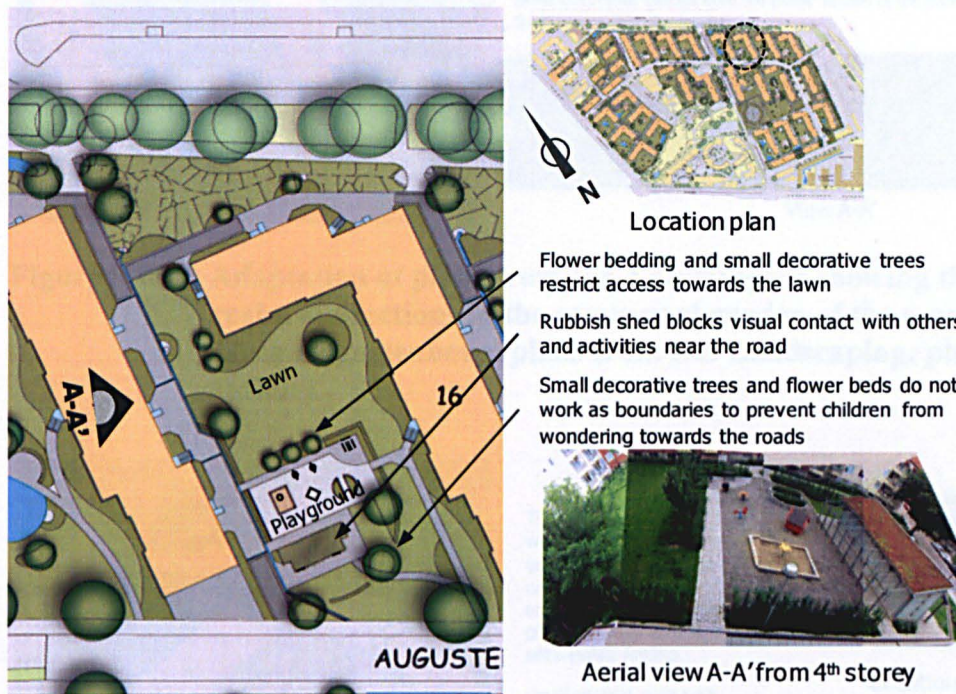 Location plan
N
Flower bedding and small decorative trees
restrict access towards the lawn
Rubbish shed blocks visual contact with others
and activities near the road
Small decorative trees and flower beds do not
work as boundaries to prevent children from
wondering towards the roads
Lawn
16
A-A'
Playground
AUGUSTE
Aerial view A-A' from 4th storey